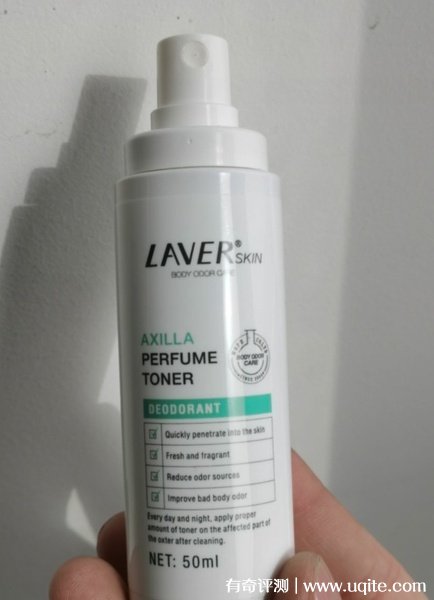 LAVER® SKIN
BODY ODOR CARE
AXILLA
PERFUME
TONER
BODY ODOR
CARE
DEODORANT
Quickly penetrate into the skin
Fresh and fragrant
Reduce odor sources
Improve bad body odor
Every day and night, apply proper
amount of toner on the affected part of
the oxter after cleaning.
NET: 50ml
有奇评测 | www.uqite.com